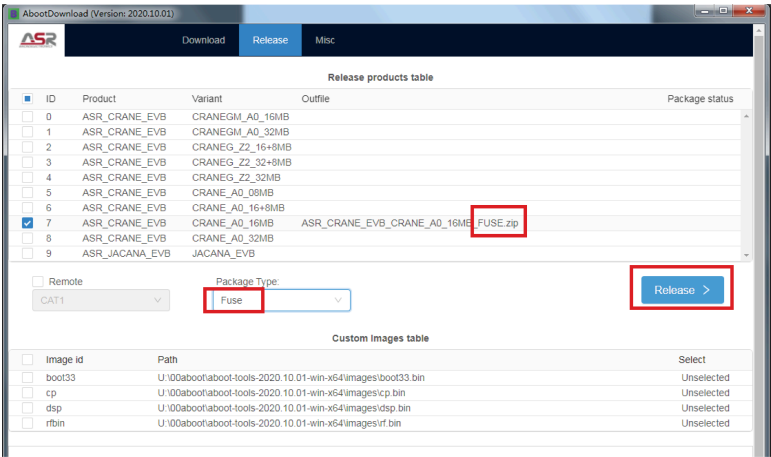 AbootDownload (Version: 2020.10.01)
ASR Download Release Misc
Release products table
ID Product Variant Outfile Package status
0 ASR_CRANE_EVB CRANEGM_A0_16MB
1 ASR_CRANE_EVB CRANEGM_A0_32MB
2 ASR_CRANE_EVB CRANEG_Z2_16+8MB
3 ASR_CRANE_EVB CRANEG_Z2_32+8MB
4 ASR_CRANE_EVB CRANEG_Z2_32MB
5 ASR_CRANE_EVB CRANE_A0_08MB
6 ASR_CRANE_EVB CRANE_A0_16+8MB
7 ASR_CRANE_EVB CRANE_A0_16MB ASR_CRANE_EVB_CRANE_A0_16MB_FUSE.zip
8 ASR_CRANE_EVB CRANE_A0_32MB
9 ASR_JACANA_EVB JACANA_EVB
Remote Package Type:
CAT1 Fuse Release >
Custom Images table
Image id Path Select
boot33 U:\00aboot\aboot-tools-2020.10.01-win-x64\images\boot33.bin Unselected
cp U:\00aboot\aboot-tools-2020.10.01-win-x64\images\cp.bin Unselected
dsp U:\00aboot\aboot-tools-2020.10.01-win-x64\images\dsp.bin Unselected
rfbin U:\00aboot\aboot-tools-2020.10.01-win-x64\images\rf.bin Unselected